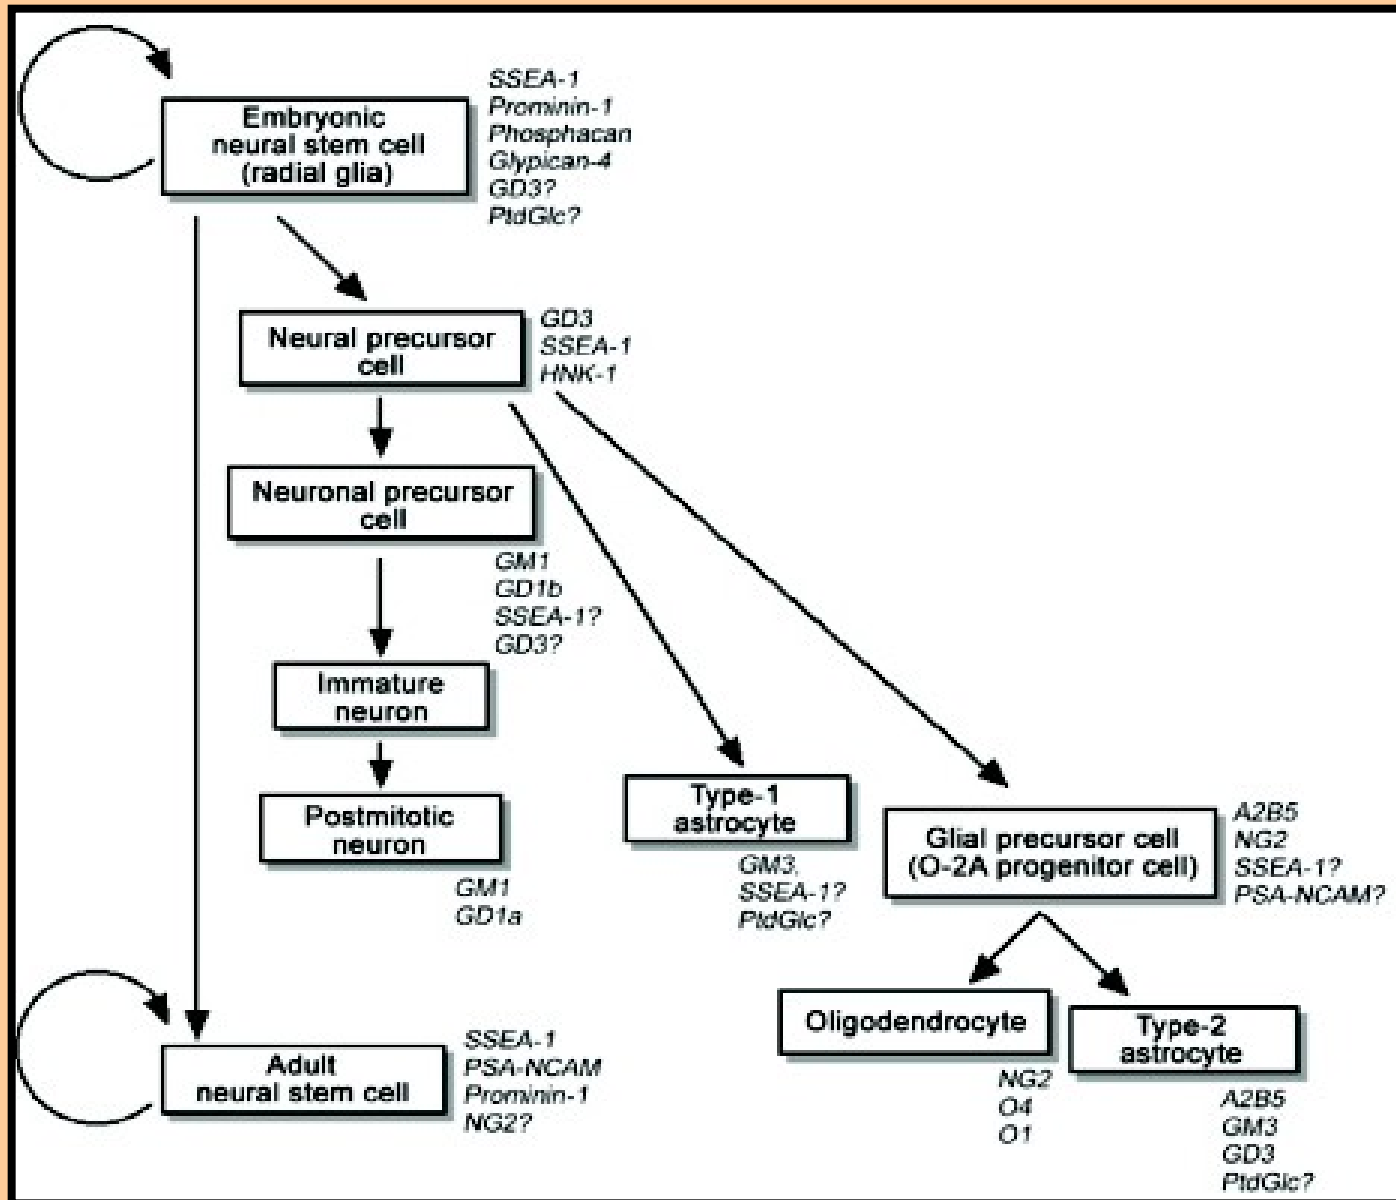 Embryonic
neural stem cell
(radial glia)
SSEA-1
Prominin-1
Phosphacan
Glypican-4
GD3?
PtdGlc?
Neural precursor
cell
GD3
SSEA-1
HNK-1
Neuronal precursor
cell
GM1
GD1b
SSEA-1?
GD3?
Immature
neuron
Postmitotic
neuron
GM1
GD1a
Type-1
astrocyte
GM3,
SSEA-1?
PtdGlc?
Glial precursor cell
(O-2A progenitor cell)
A2B5
NG2
SSEA-1?
PSA-NCAM?
Oligodendrocyte
NG2
O4
O1
Type-2
astrocyte
A2B5
GM3
GD3
PtdGlc?
Adult
neural stem cell
SSEA-1
PSA-NCAM
Prominin-1
NG2?